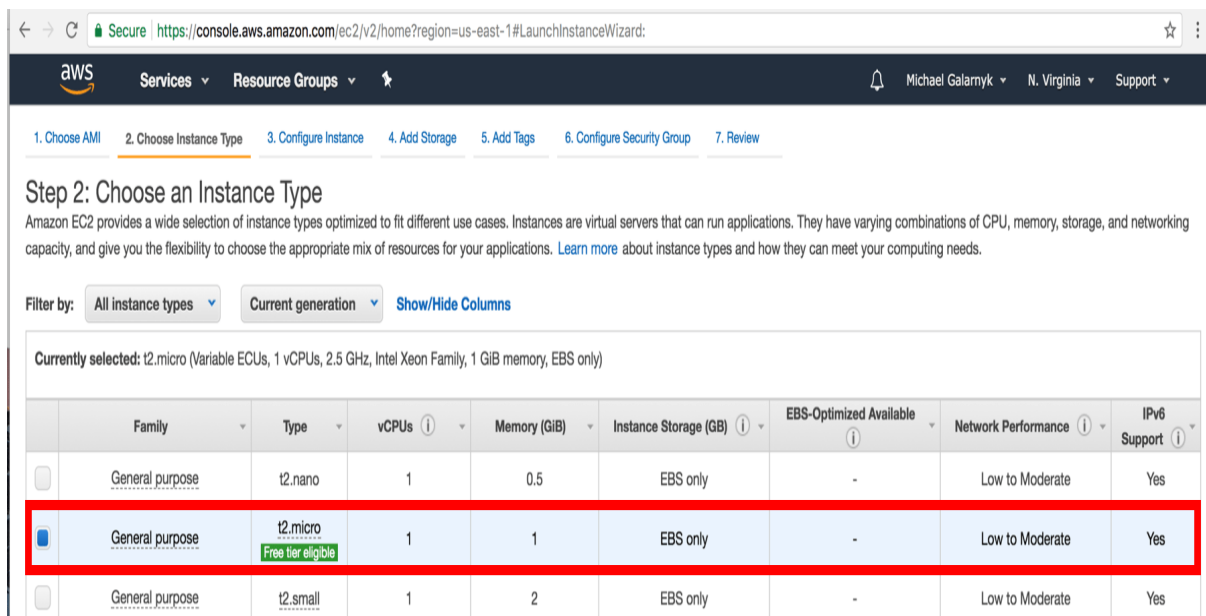 Secure https://console.aws.amazon.com/ec2/v2/home?region=us-east-1#LaunchInstanceWizard:
aws Services Resource Groups Michael Galarnyk N. Virginia Support
1. Choose AMI 2. Choose Instance Type 3. Configure Instance 4. Add Storage 5. Add Tags 6. Configure Security Group 7. Review
Step 2: Choose an Instance Type
Amazon EC2 provides a wide selection of instance types optimized to fit different use cases. Instances are virtual servers that can run applications. They have varying combinations of CPU, memory, storage, and networking
capacity, and give you the flexibility to choose the appropriate mix of resources for your applications. Learn more about instance types and how they can meet your computing needs.
Filter by: All instance types Current generation Show/Hide Columns
Currently selected: t2.micro (Variable ECUs, 1 vCPUs, 2.5 GHz, Intel Xeon Family, 1 GiB memory, EBS only)
Family Type vCPUs Memory (GiB) Instance Storage (GB) EBS-Optimized Available Network Performance IPv6 Support
General purpose t2.nano 1 0.5 EBS only - Low to Moderate Yes
General purpose t2.micro 1 1 EBS only - Low to Moderate Yes
Free tier eligible
General purpose t2.small 1 2 EBS only - Low to Moderate Yes